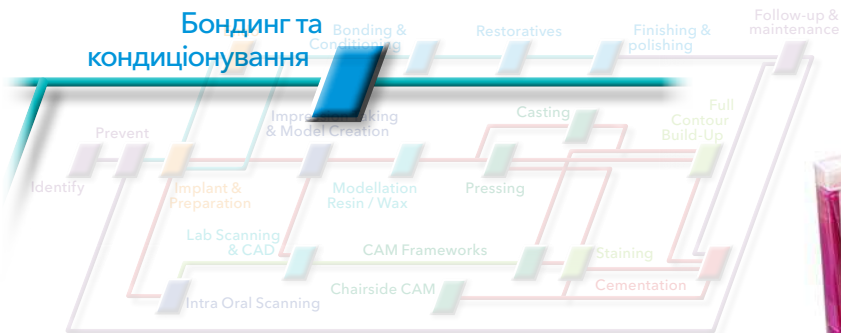 Бондинг та
кондиціонування
Bonding &
Conditioning
Restoratives
Finishing &
polishing
Follow-up &
maintenance
Prevent
Identify
Implant &
Preparation
& Model Creation
Modellation
Resin / Wax
Casting
Pressing
Full
Contour
Build-Up
Lab Scanning
& CAD
CAM Frameworks
Staining
Intra Oral Scanning
Chairside CAM
Cementation